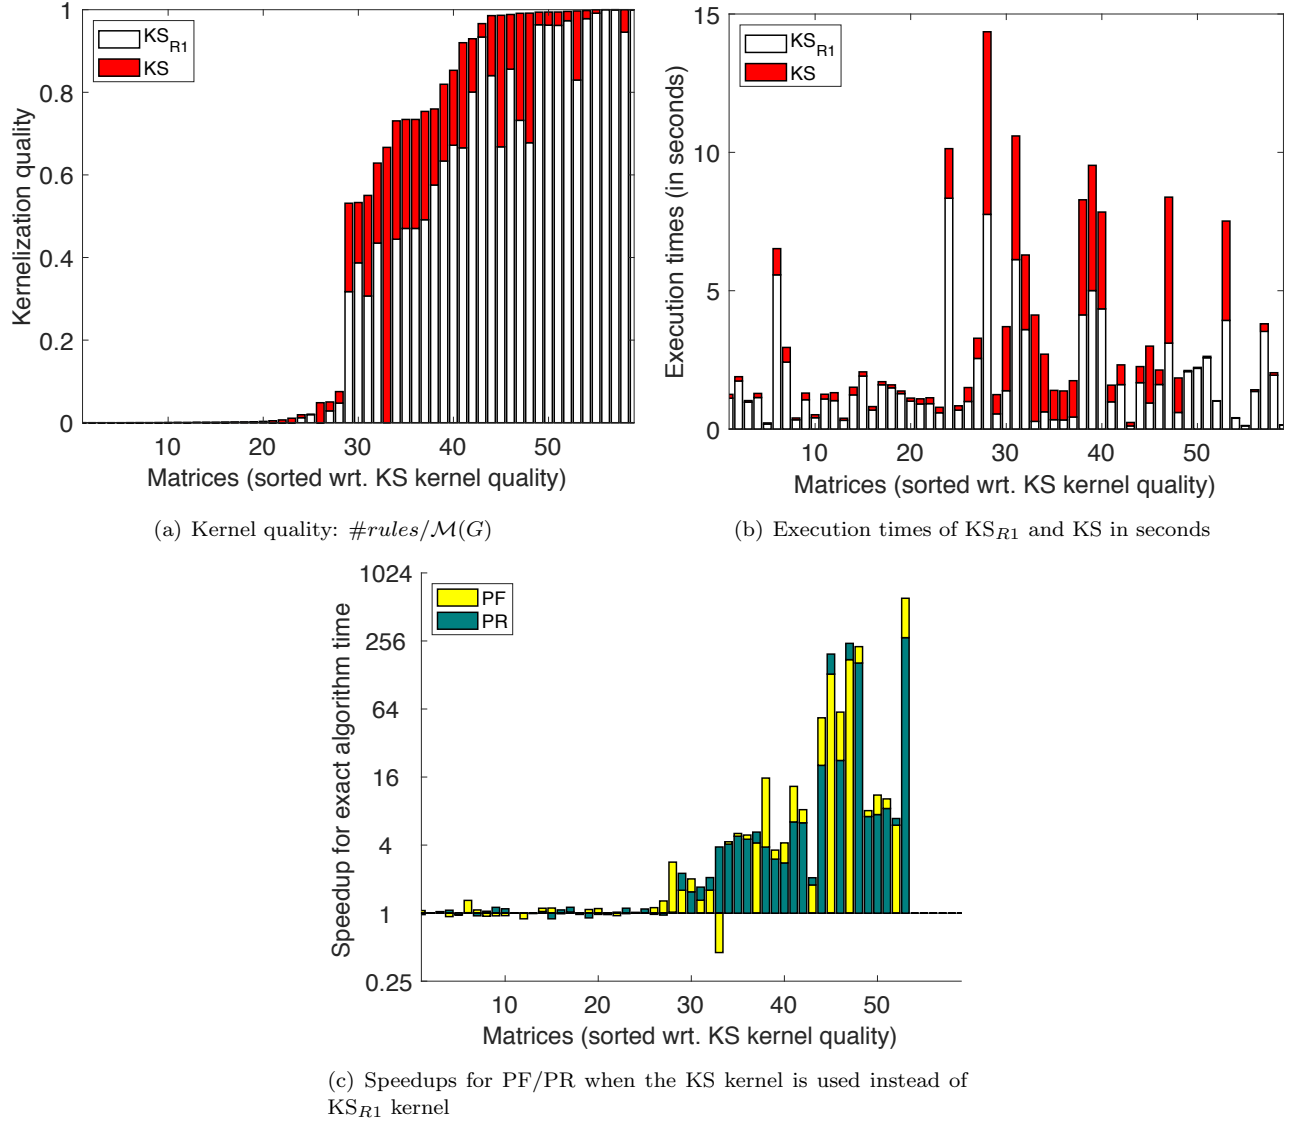 1
0.8
0.6
0.4
0.2
0
Kernelization quality
KS_R1
KS
10 20 30 40 50
Matrices (sorted wrt. KS kernel quality)
(a) Kernel quality: #rules/M(G)
15
10
5
0
Execution times (in seconds)
KS_R1
KS
10 20 30 40 50
Matrices (sorted wrt. KS kernel quality)
(b) Execution times of KS_R1 and KS in seconds
1024
256
64
16
4
1
0.25
Speedup for exact algorithm time
PF
PR
10 20 30 40 50
Matrices (sorted wrt. KS kernel quality)
(c) Speedups for PF/PR when the KS kernel is used instead of
KS_R1 kernel